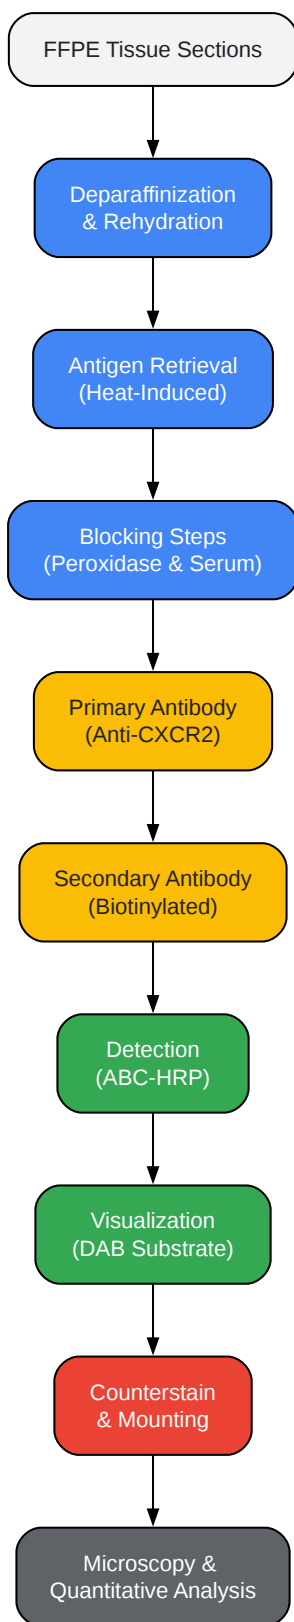 FFPE Tissue Sections
Deparaffinization
& Rehydration
Antigen Retrieval
(Heat-Induced)
Blocking Steps
(Peroxidase & Serum)
Primary Antibody
(Anti-CXCR2)
Secondary Antibody
(Biotinylated)
Detection
(ABC-HRP)
Visualization
(DAB Substrate)
Counterstain
& Mounting
Microscopy &
Quantitative Analysis